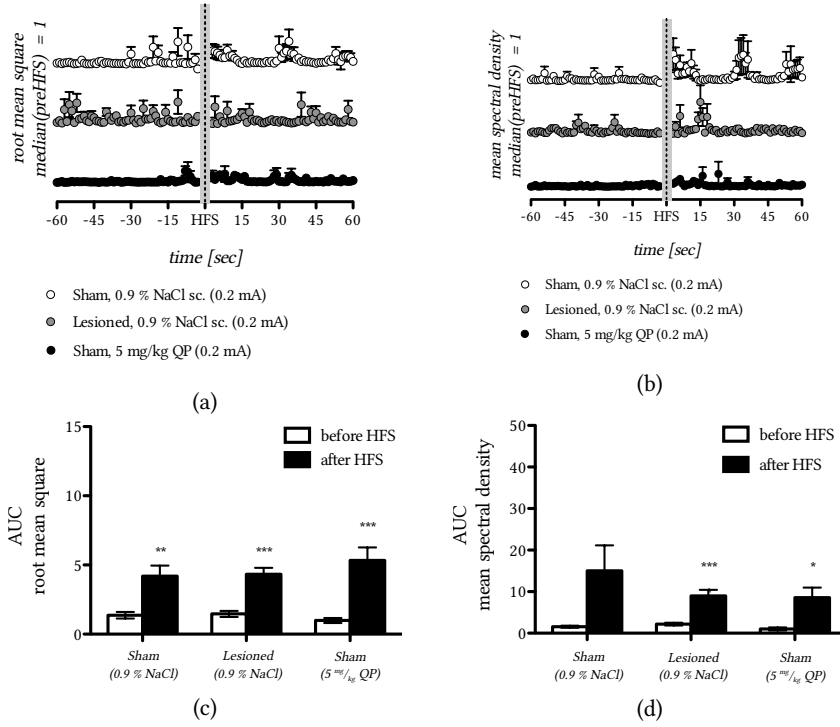 root mean square
median(preHFS) = 1
-60 -45 -30 -15 HFS 15 30 45 60
time [sec]
Sham, 0.9 % NaCl sc. (0.2 mA)
Lesioned, 0.9 % NaCl sc. (0.2 mA)
Sham, 5 mg/kg QP (0.2 mA)
(a)
mean spectral density
median(preHFS) = 1
-60 -45 -30 -15 HFS 15 30 45 60
time [sec]
Sham, 0.9 % NaCl sc. (0.2 mA)
Lesioned, 0.9 % NaCl sc. (0.2 mA)
Sham, 5 mg/kg QP (0.2 mA)
(b)
AUC
root mean square
15
10
5
0
before HFS
after HFS
** *** ***
Sham Lesioned Sham
(0.9 % NaCl) (0.9 % NaCl) (5 mg/kg QP)
(c)
AUC
mean spectral density
50
40
30
20
10
0
before HFS
after HFS
*** *
Sham Lesioned Sham
(0.9 % NaCl) (0.9 % NaCl) (5 mg/kg QP)
(d)